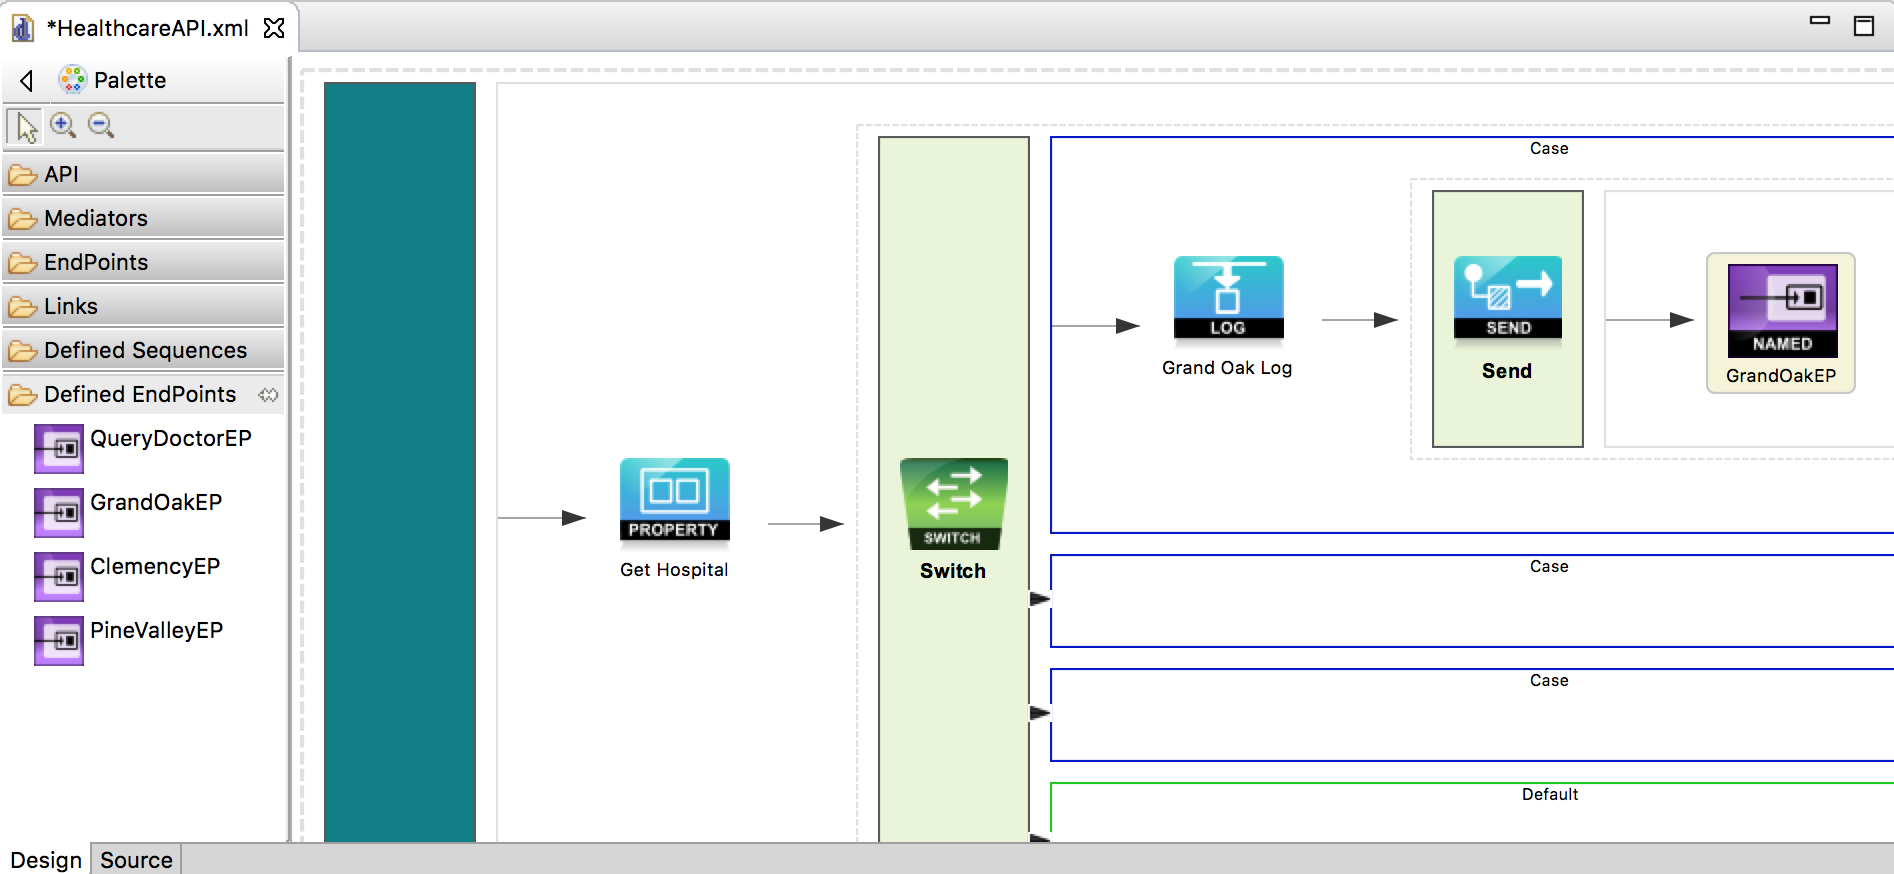 *HealthcareAPI.xml
Palette
API
Mediators
EndPoints
Links
Defined Sequences
Defined EndPoints
QueryDoctorEP
GrandOakEP
ClemencyEP
PineValleyEP
PROPERTY
Get Hospital
SWITCH
Switch
Case
LOG
Grand Oak Log
SEND
Send
NAMED
GrandOakEP
Case
Case
Default
Design
Source